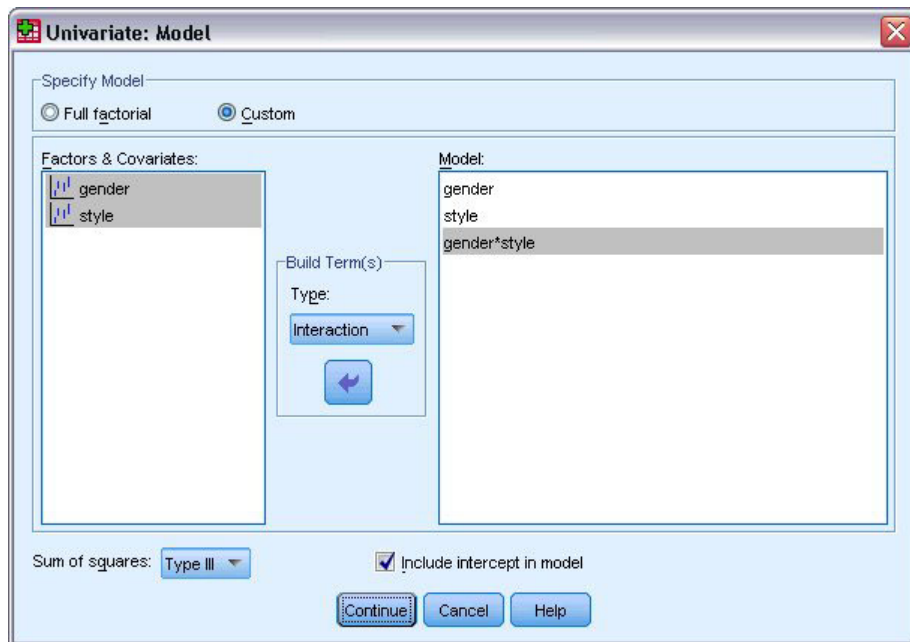 Univariate: Model
Specify Model
Full factorial
Custom
Factors & Covariates:
gender
style
Build Term(s)
Type:
Interaction
Model:
gender
style
gender*style
Sum of squares:
Type III
Include intercept in model
Continue
Cancel
Help